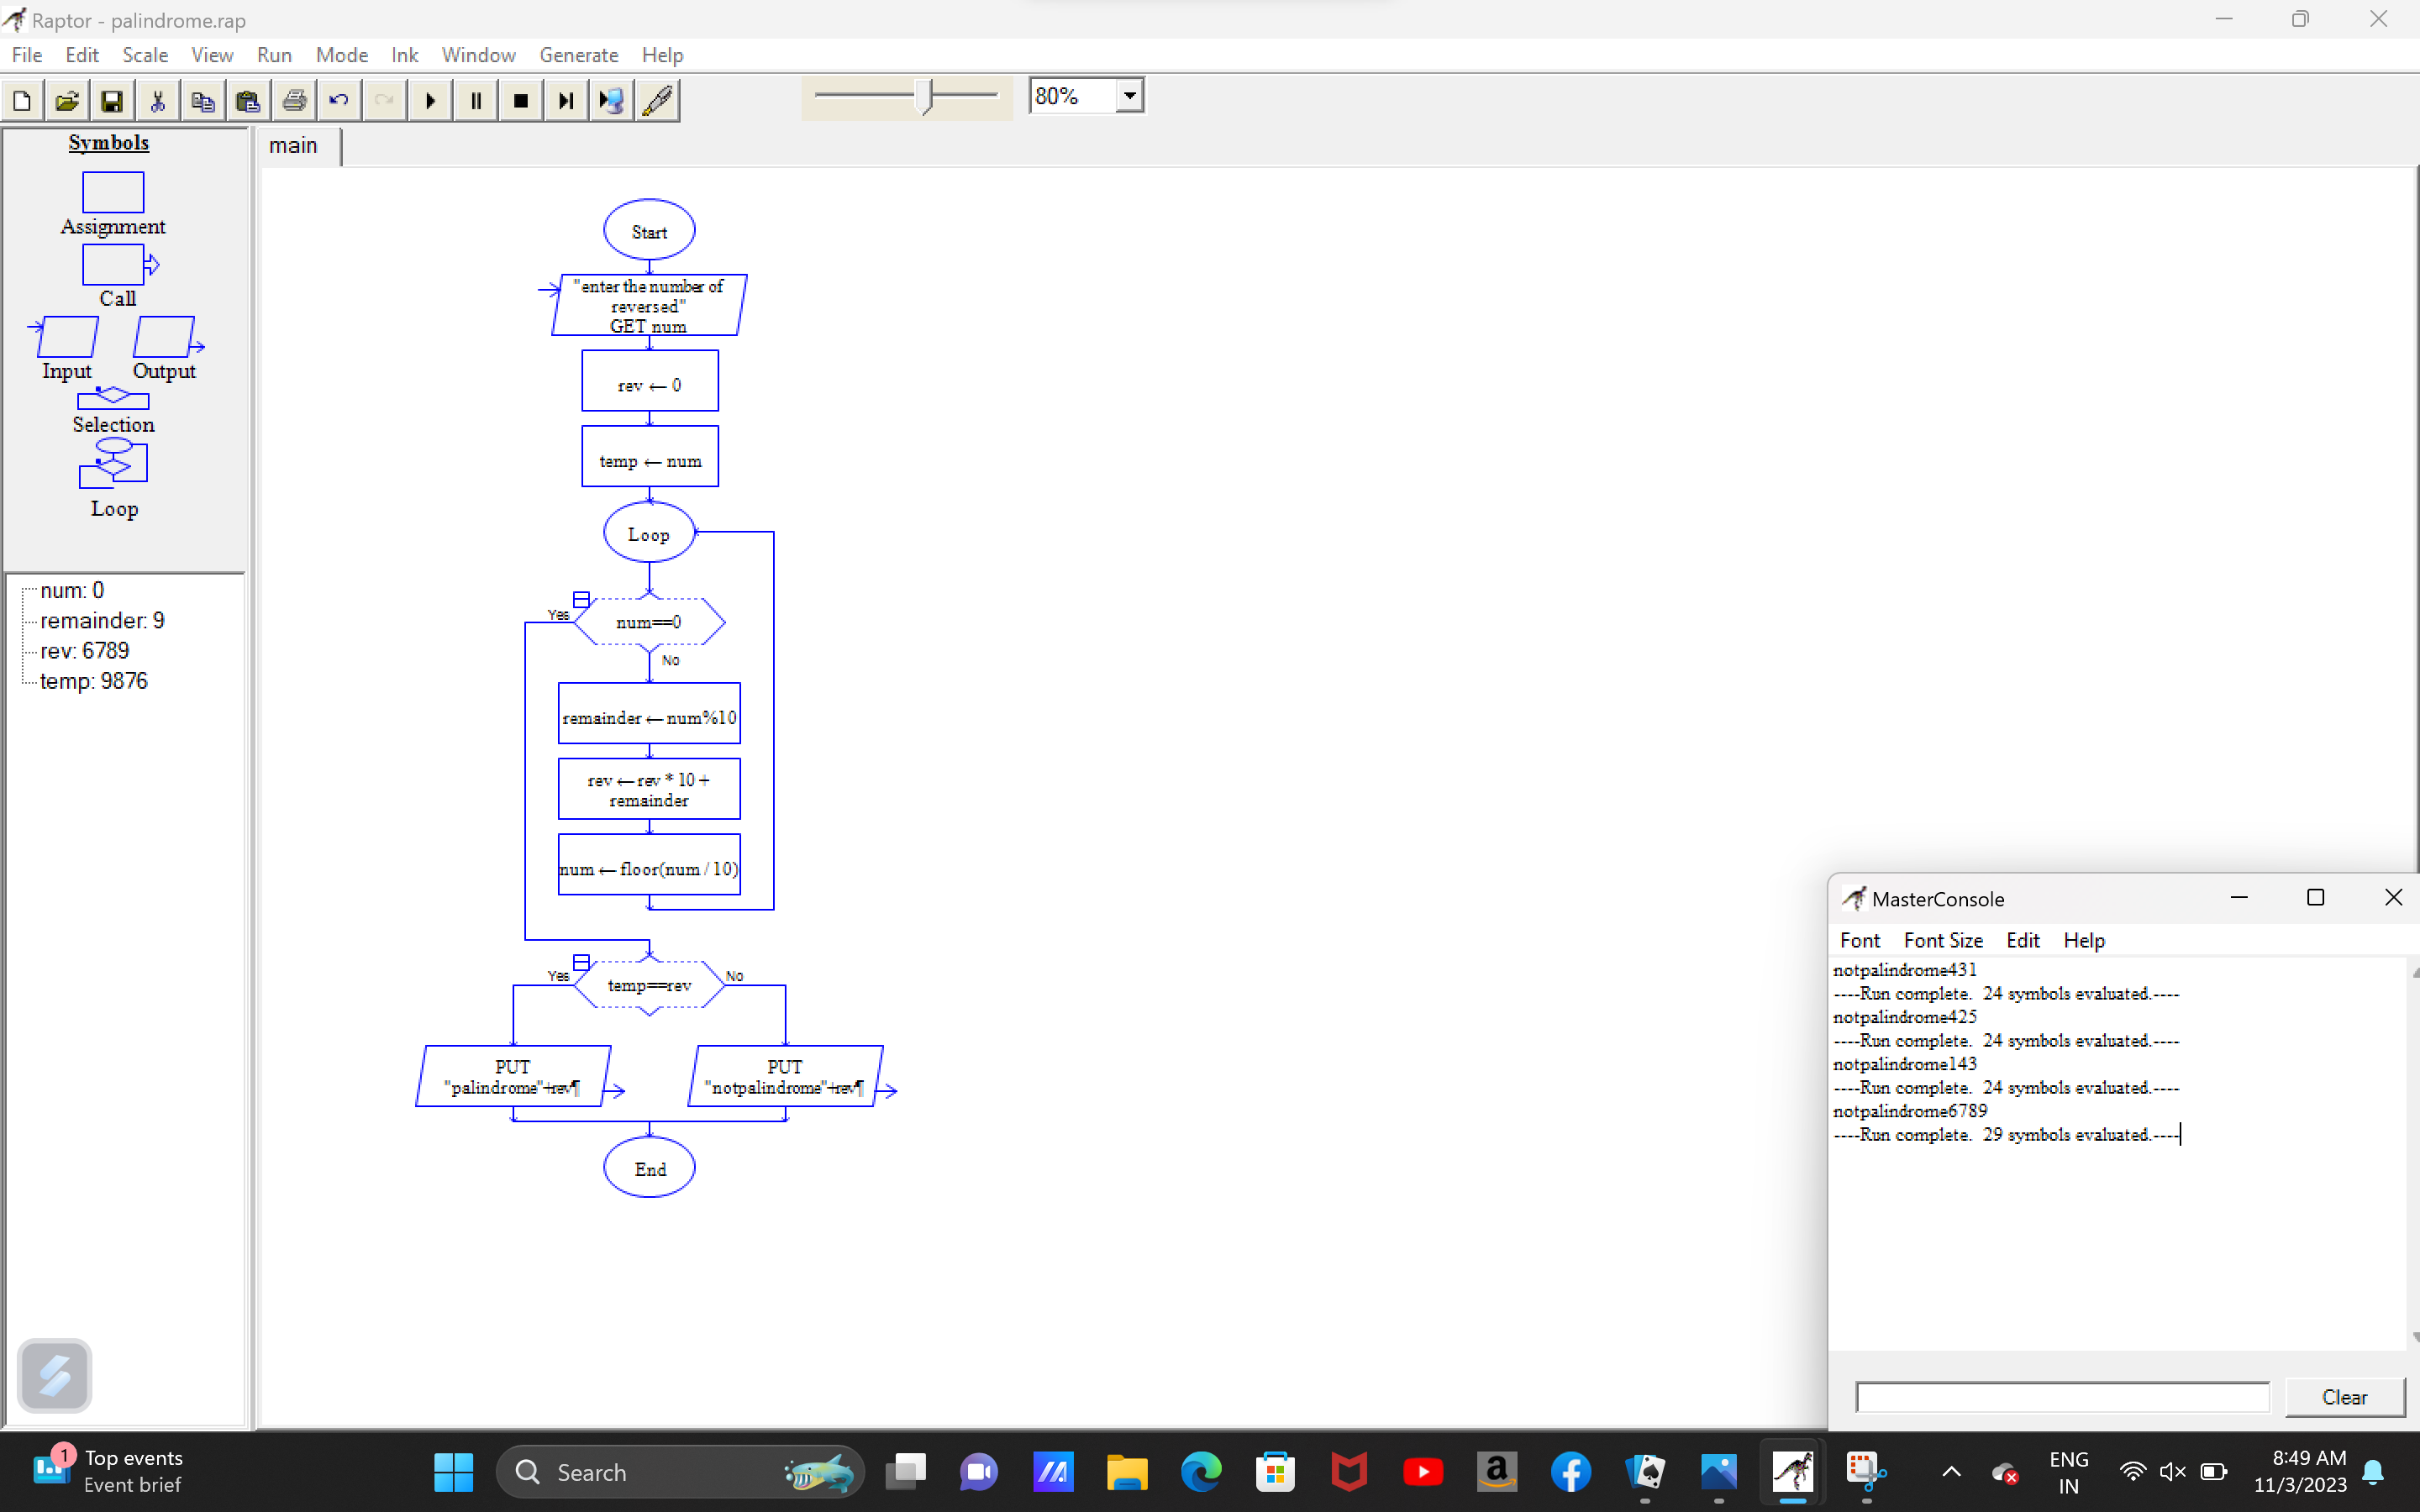 Raptor - palindrome.rap
File Edit Scale View Run Mode Ink Window Generate Help
80%
Symbols
Assignment
Call
Input Output
Selection
Loop
num: 0
remainder: 9
rev: 6789
temp: 9876
main
Start
"enter the number of
reversed"
GET num
rev ← 0
temp ← num
Loop
Yes
num==0
No
remainder ← num%10
rev ← rev * 10 +
remainder
num ← floor(num / 10)
Yes
temp==rev
No
PUT
"palindrome"+rev¶
PUT
"notpalindrome"+rev¶
End
MasterConsole
Font Font Size Edit Help
notpalindrome431
----Run complete. 24 symbols evaluated.----
notpalindrome425
----Run complete. 24 symbols evaluated.----
notpalindrome143
----Run complete. 24 symbols evaluated.----
notpalindrome6789
----Run complete. 29 symbols evaluated.----
Clear
1
Top events
Event brief
Search
a
ENG
IN
8:49 AM
11/3/2023